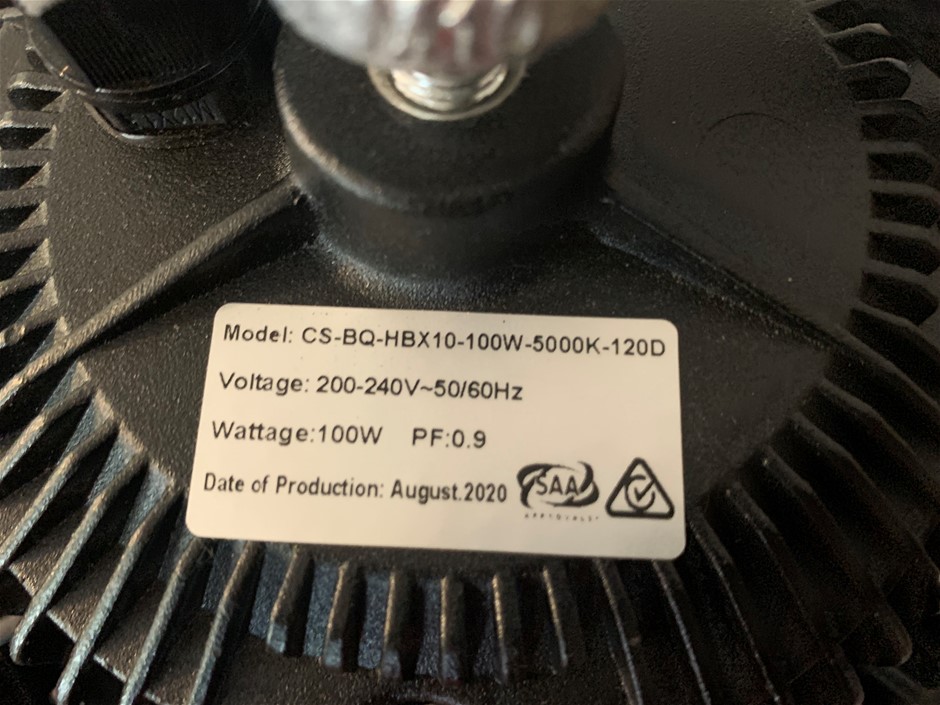 Model: CS-BQ-HBX10-100W-5000K-120D
Voltage: 200-240V~50/60Hz
Wattage:100W PF:0.9
Date of Production: August.2020 SAA
APPROVALS